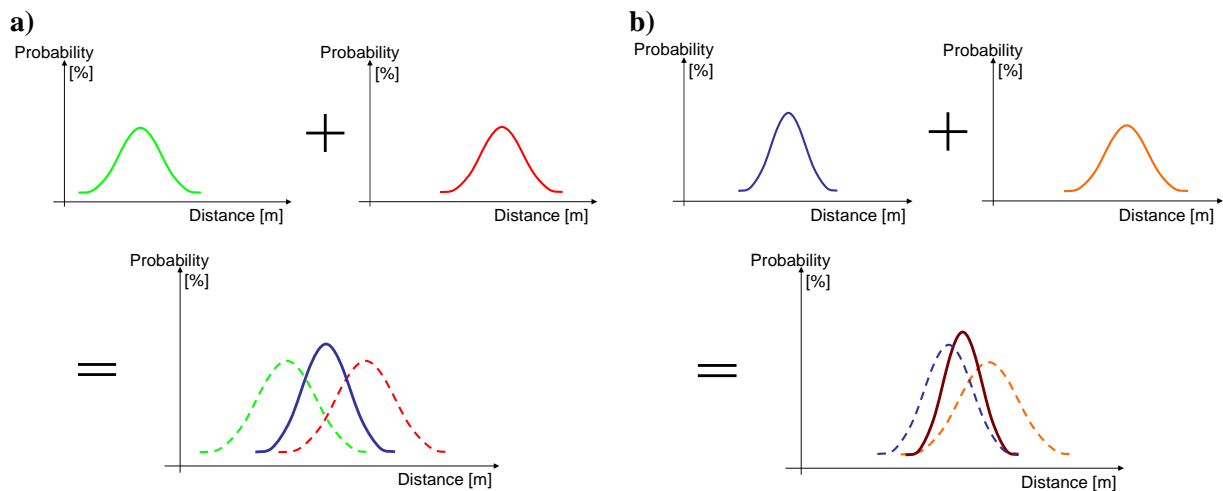 a)
Probability
[%]
Distance [m]
+
Probability
[%]
Distance [m]
=
Probability
[%]
Distance [m]
b)
Probability
[%]
Distance [m]
+
Probability
[%]
Distance [m]
=
Probability
[%]
Distance [m]